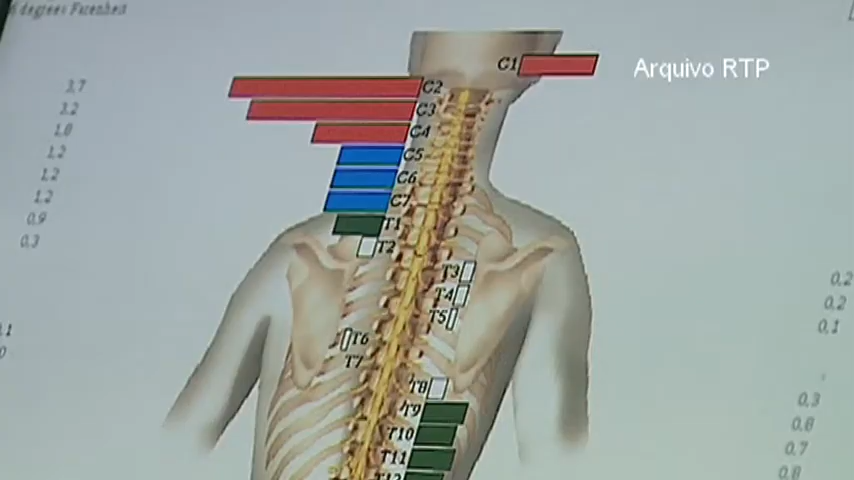 degrees Farenheit
Arquivo RTP
C1
3,7
C2
3,2
C3
1,8
C4
1,2
C5
1,2
C6
1,2
C7
0,9
T1
0,3
T2
T3
0,2
T4
0,2
T5
0,1
T6
T7
T8
T9
0,3
T10
0,8
T11
0,7
T12
0,8